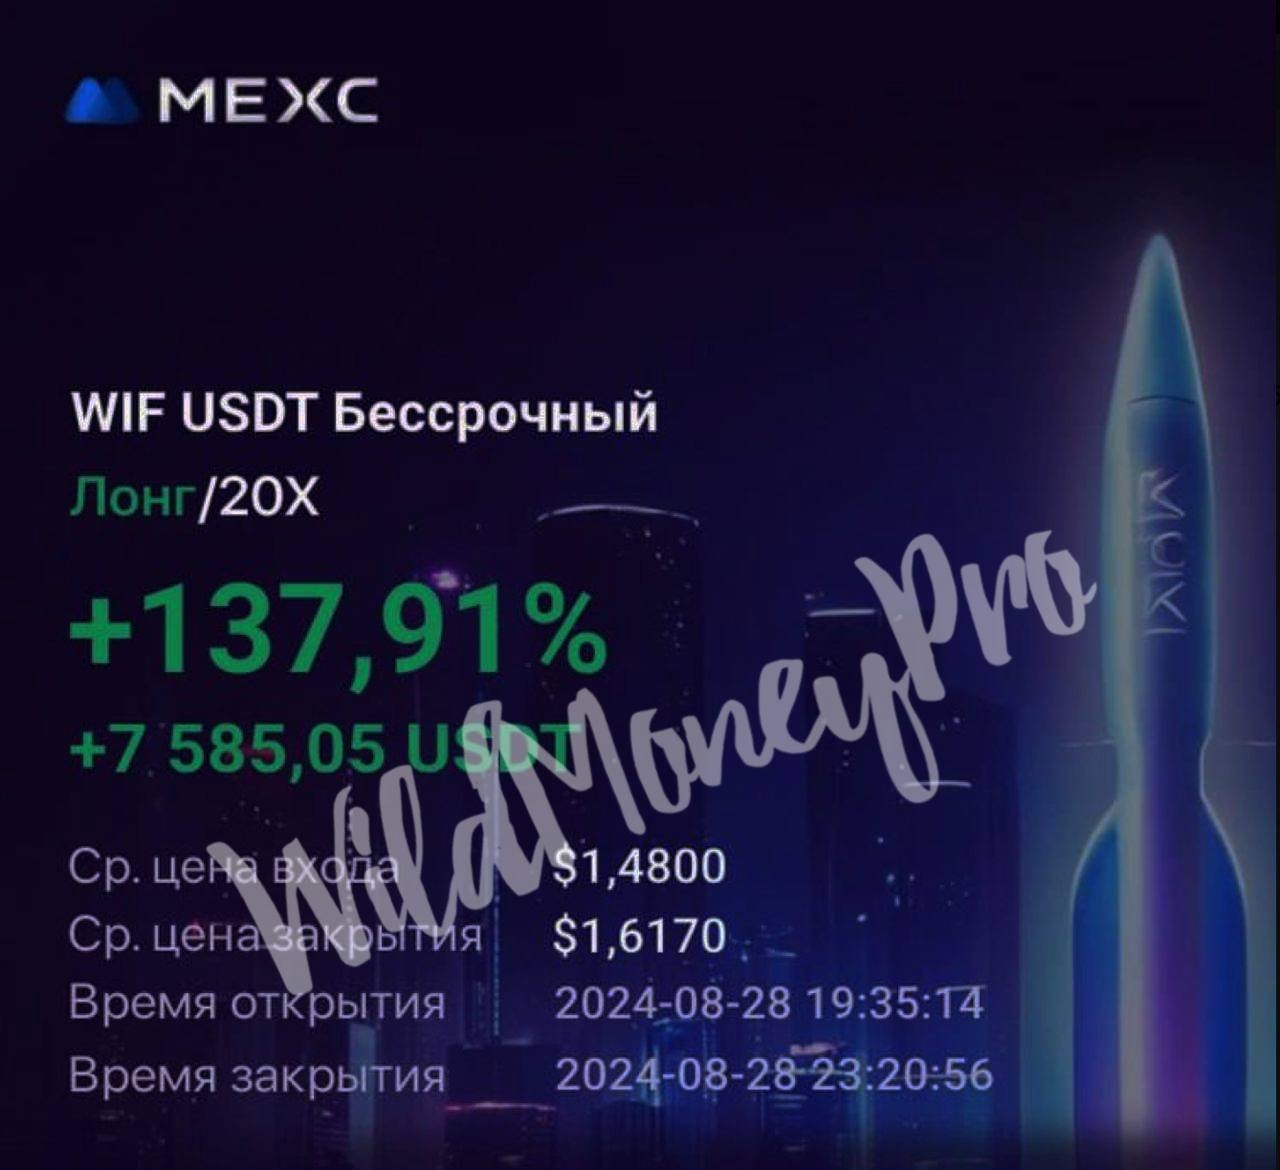 MEXC
WIF USDT Бессрочный
Лонг/20X
+137,91%
+7 585,05 USDT
Ср. цена входа $1,4800
Ср. цена закрытия $1,6170
Время открытия 2024-08-28 19:35:14
Время закрытия 2024-08-28 23:20:56
WildMoneyPro